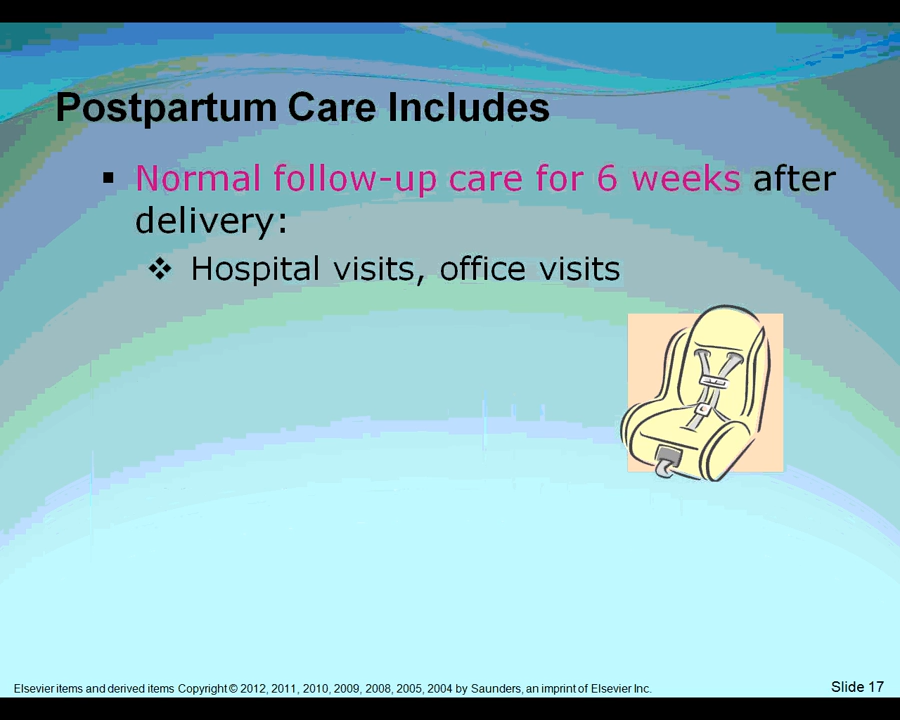 Postpartum Care Includes
▪ Normal follow-up care for 6 weeks after
delivery:
❖ Hospital visits, office visits
Elsevier items and derived items Copyright © 2012, 2011, 2010, 2009, 2008, 2005, 2004 by Saunders, an imprint of Elsevier Inc.
Slide 17